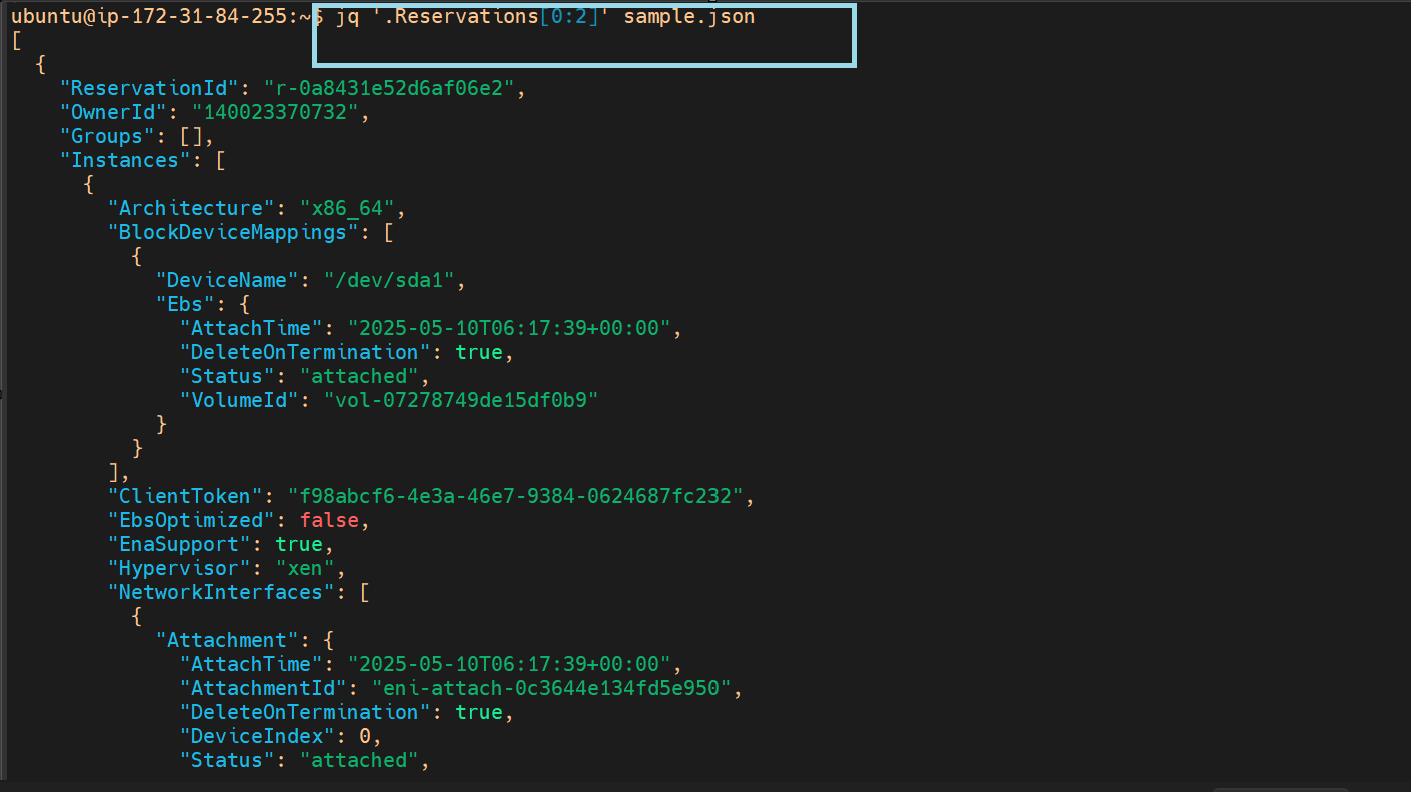 ubuntu@ip-172-31-84-255:~$ jq '.Reservations[0:2]' sample.json
[
  {
    "ReservationId": "r-0a8431e52d6af06e2",
    "OwnerId": "140023370732",
    "Groups": [],
    "Instances": [
      {
        "Architecture": "x86_64",
        "BlockDeviceMappings": [
          {
            "DeviceName": "/dev/sda1",
            "Ebs": {
              "AttachTime": "2025-05-10T06:17:39+00:00",
              "DeleteOnTermination": true,
              "Status": "attached",
              "VolumeId": "vol-07278749de15df0b9"
            }
          }
        ],
        "ClientToken": "f98abcf6-4e3a-46e7-9384-0624687fc232",
        "EbsOptimized": false,
        "EnaSupport": true,
        "Hypervisor": "xen",
        "NetworkInterfaces": [
          {
            "Attachment": {
              "AttachTime": "2025-05-10T06:17:39+00:00",
              "AttachmentId": "eni-attach-0c3644e134fd5e950",
              "DeleteOnTermination": true,
              "DeviceIndex": 0,
              "Status": "attached",